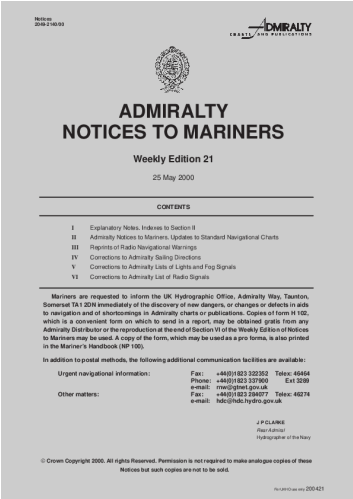 Notices
2049-2140/00
ADMIRALTY
CHARTS AND PUBLICATIONS
ADMIRALTY
NOTICES TO MARINERS
Weekly Edition 21
25 May 2000
CONTENTS
I Explanatory Notes. Indexes to Section II
II Admiralty Notices to Mariners. Updates to Standard Navigational Charts
III Reprints of Radio Navigational Warnings
IV Corrections to Admiralty Sailing Directions
V Corrections to Admiralty Lists of Lights and Fog Signals
VI Corrections to Admiralty List of Radio Signals
Mariners are requested to inform the UK Hydrographic Office, Admiralty Way, Taunton,
Somerset TA1 2DN immediately of the discovery of new dangers, or changes or defects in aids
to navigation and of shortcomings in Admiralty charts or publications. Copies of form H 102,
which is a convenient form on which to send in a report, may be obtained gratis from any
Admiralty Distributor or the reproduction at the end of Section VI of the Weekly Edition of Notices
to Mariners may be used. A copy of the form, which may be used as a pro forma, is also printed
in the Mariner's Handbook (NP 100).
In addition to postal methods, the following additional communication facilities are available:
Urgent navigational information: Fax: +44(0)1823 322352 Telex: 46464
Phone: +44(0)1823 337900 Ext 3289
e-mail: rnw@gtnet.gov.uk
Other matters: Fax: +44(0)1823 284077 Telex: 46274
e-mail: hdc@hdc.hydro.gov.uk
J P CLARKE
Rear Admiral
Hydrographer of the Navy
© Crown Copyright 2000. All rights Reserved. Permission is not required to make analogue copies of these
Notices but such copies are not to be sold.
200421